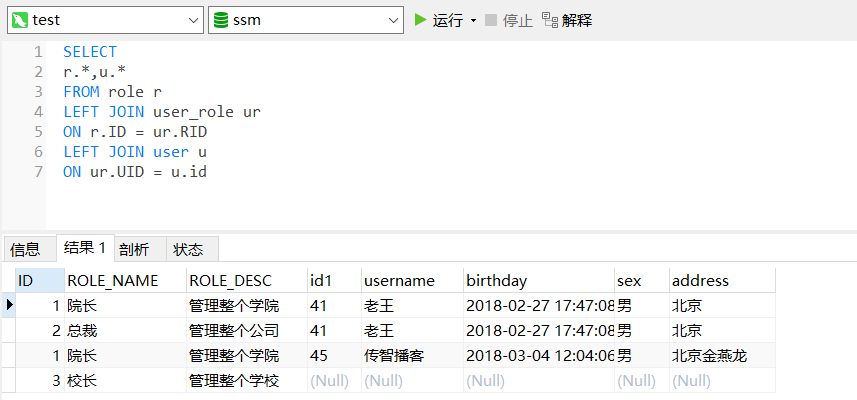 test ssm 运行 停止 解释
1 SELECT
2 r.*,u.*
3 FROM role r
4 LEFT JOIN user_role ur
5 ON r.ID = ur.RID
6 LEFT JOIN user u
7 ON ur.UID = u.id
信息 结果 1 剖析 状态
ID ROLE_NAME ROLE_DESC id1 username birthday sex address
1 院长 管理整个学院 41 老王 2018-02-27 17:47:08 男 北京
2 总裁 管理整个公司 41 老王 2018-02-27 17:47:08 男 北京
1 院长 管理整个学院 45 传智播客 2018-03-04 12:04:06 男 北京金燕龙
3 校长 管理整个学校 (Null) (Null) (Null) (Null) (Null)